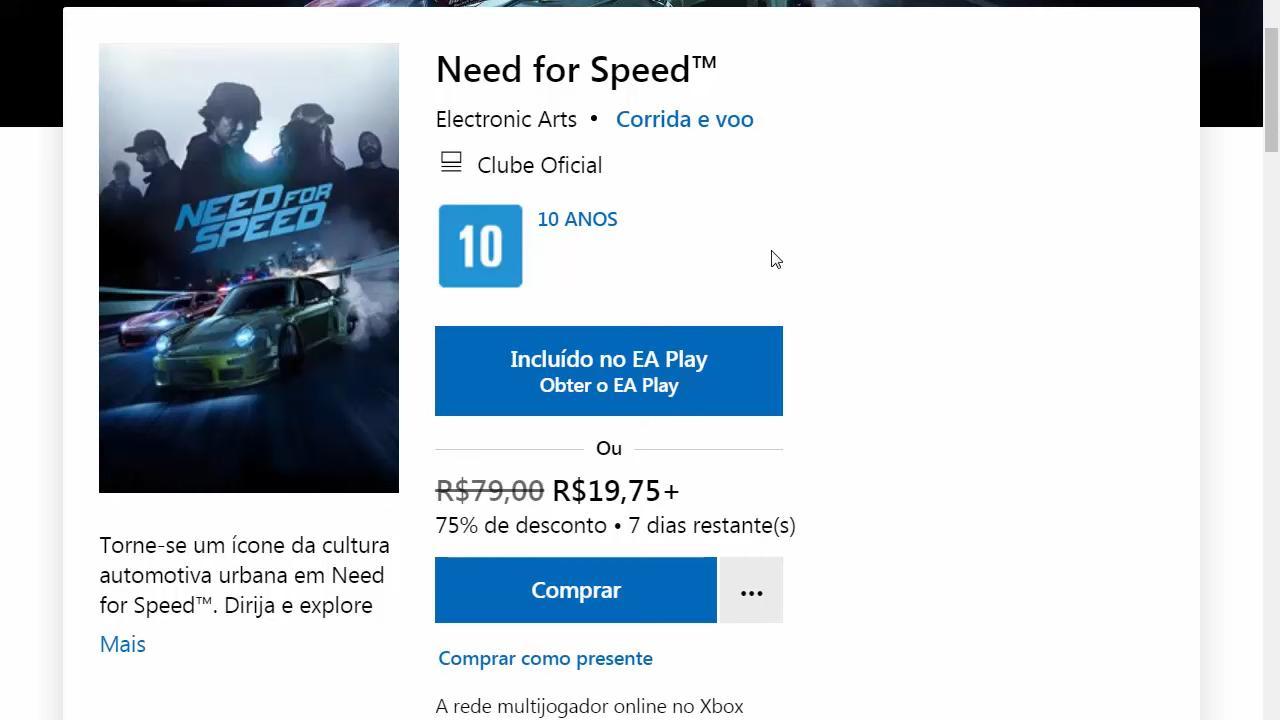 NEED FOR
SPEED
Need for Speed™
Electronic Arts • Corrida e voo
Clube Oficial
10
10 ANOS
Incluído no EA Play
Obter o EA Play
Ou
R$79,00 R$19,75+
75% de desconto • 7 dias restante(s)
Comprar
...
Comprar como presente
A rede multijogador online no Xbox
Torne-se um ícone da cultura
automotiva urbana em Need
for Speed™. Dirija e explore
Mais